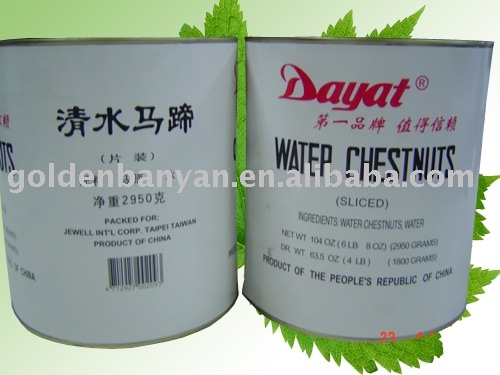 清水马蹄
(片 装)
净重2950克
PACKED FOR:
JEWELL INT'L CORP. TAIPEI TAIWAN
PRODUCT OF CHINA
OF CHINA
Dayat®
第一品牌 值得信赖
WATER CHESTNUTS
(SLICED)
INGREDIENTS: WATER CHESTNUTS, WATER
NET WT 104 OZ (6 LB 8 OZ) (2950 GRAMS)
DR. WT 63.5 OZ (4 LB) (1800 GRAMS)
PRODUCT OF THE PEOPLE'S REPUBLIC OF CHINA
goldenbanyan.en.alibaba.com